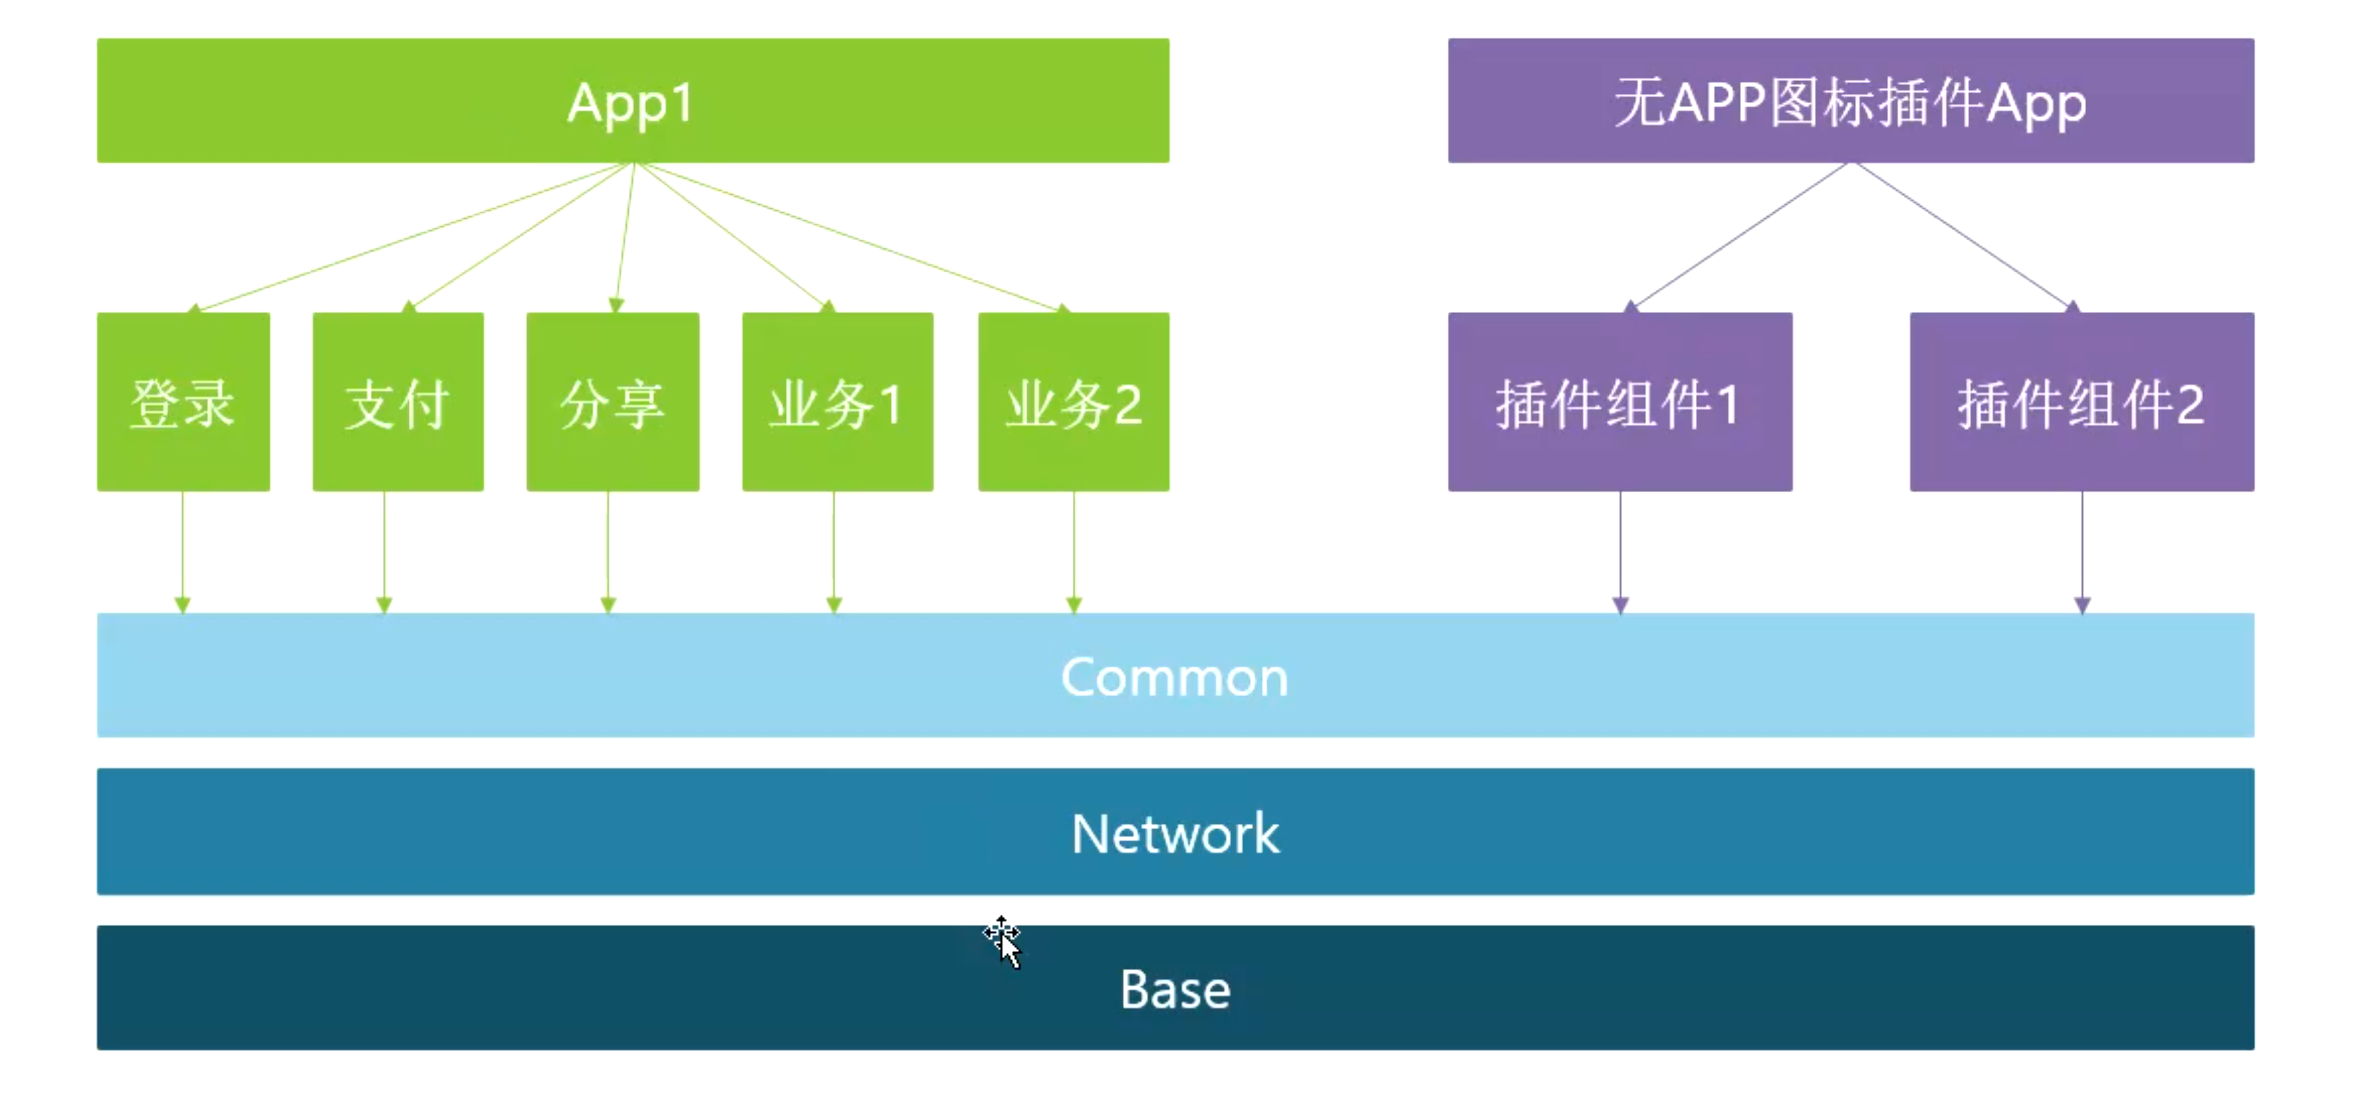 App1
无APP图标插件App
登录
支付
分享
业务1
业务2
插件组件1
插件组件2
Common
Network
Base